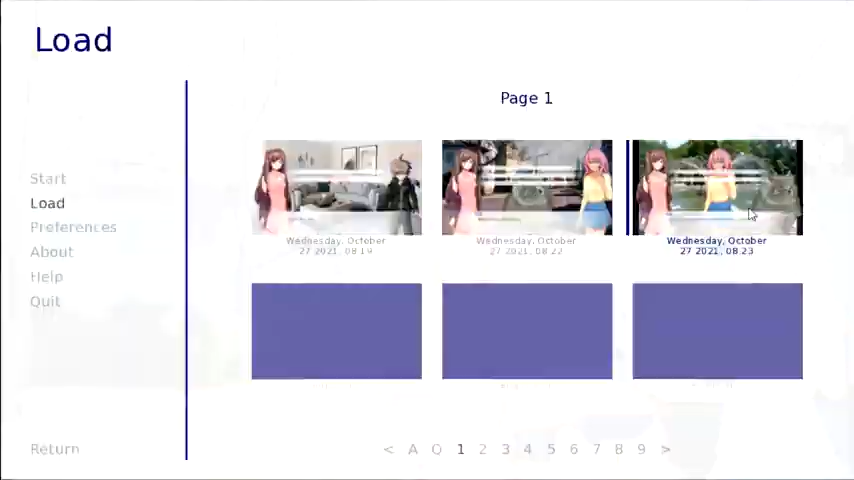 Load
Page 1
Start
Load
Preferences
About
Help
Quit
Wednesday, October
27 2021, 08:19
Wednesday, October
27 2021, 08:22
Wednesday, October
27 2021, 08:23
Return
< A Q 1 2 3 4 5 6 7 8 9 >